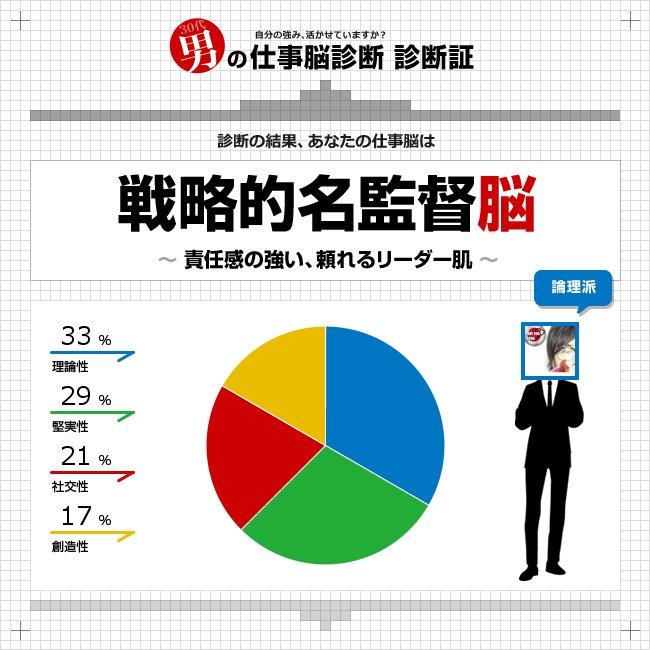 自分の強み、活かせていますか？
30代
男の仕事脳診断 診断証
診断の結果、あなたの仕事脳は
戦略的名監督脳
～ 責任感の強い、頼れるリーダー肌 ～
論理派
33 %
理論性
29 %
堅実性
21 %
社交性
17 %
創造性